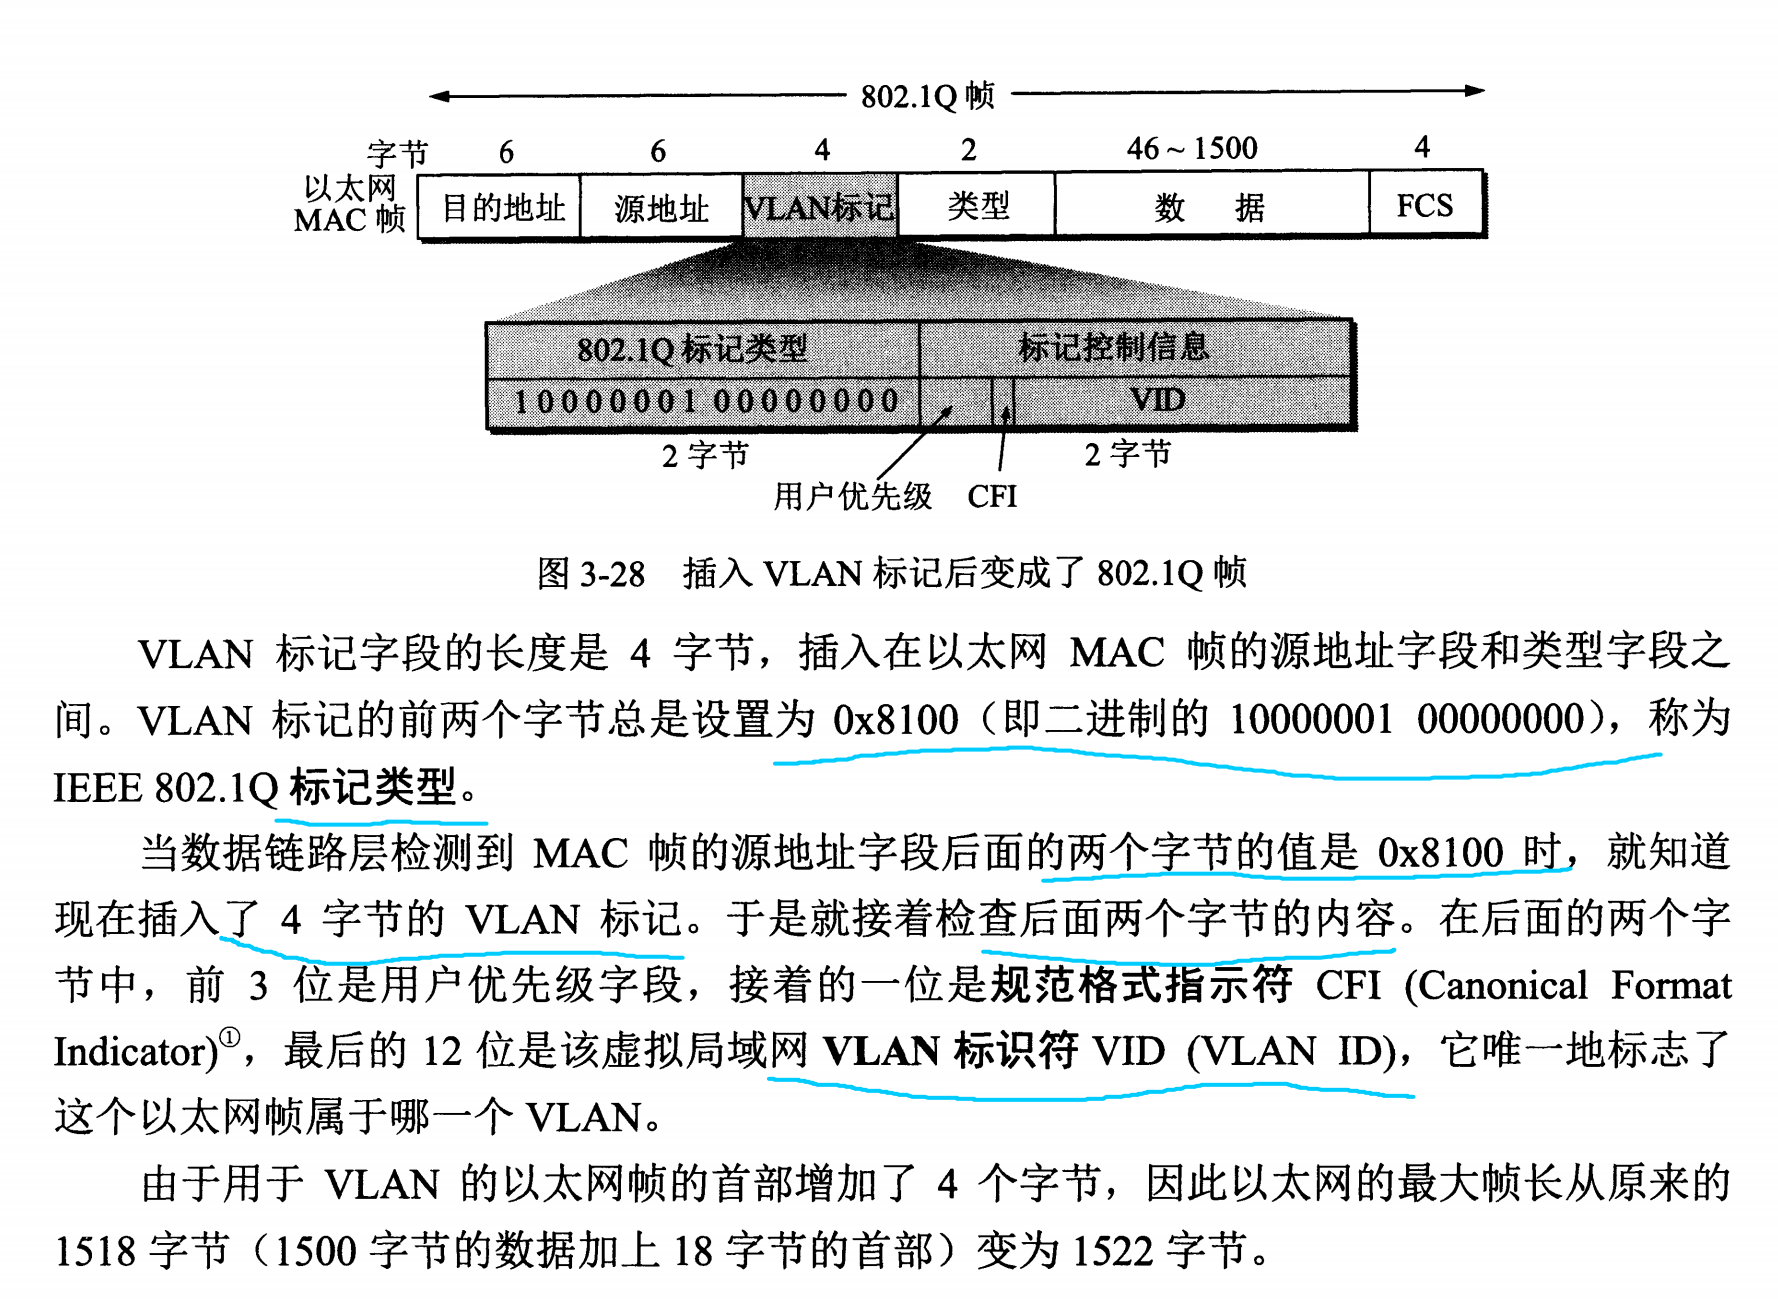 802.1Q 帧
字节 6 6 4 2 46 ~ 1500 4
以太网
MAC 帧 目的地址 源地址 VLAN标记 类型 数 据 FCS
802.1Q 标记类型 标记控制信息
1 0 0 0 0 0 0 1 0 0 0 0 0 0 0 0 VID
2 字节 2 字节
用户优先级 CFI
图 3-28 插入 VLAN 标记后变成了 802.1Q 帧
VLAN 标记字段的长度是 4 字节，插入在以太网 MAC 帧的源地址字段和类型字段之
间。VLAN 标记的前两个字节总是设置为 0x8100（即二进制的 10000001 00000000），称为
IEEE 802.1Q 标记类型。
当数据链路层检测到 MAC 帧的源地址字段后面的两个字节的值是 0x8100 时，就知道
现在插入了 4 字节的 VLAN 标记。于是就接着检查后面两个字节的内容。在后面的两个字
节中，前 3 位是用户优先级字段，接着的一位是规范格式指示符 CFI (Canonical Format
Indicator)①，最后的 12 位是该虚拟局域网 VLAN 标识符 VID (VLAN ID)，它唯一地标志了
这个以太网帧属于哪一个 VLAN。
由于用于 VLAN 的以太网帧的首部增加了 4 个字节，因此以太网的最大帧长从原来的
1518 字节（1500 字节的数据加上 18 字节的首部）变为 1522 字节。